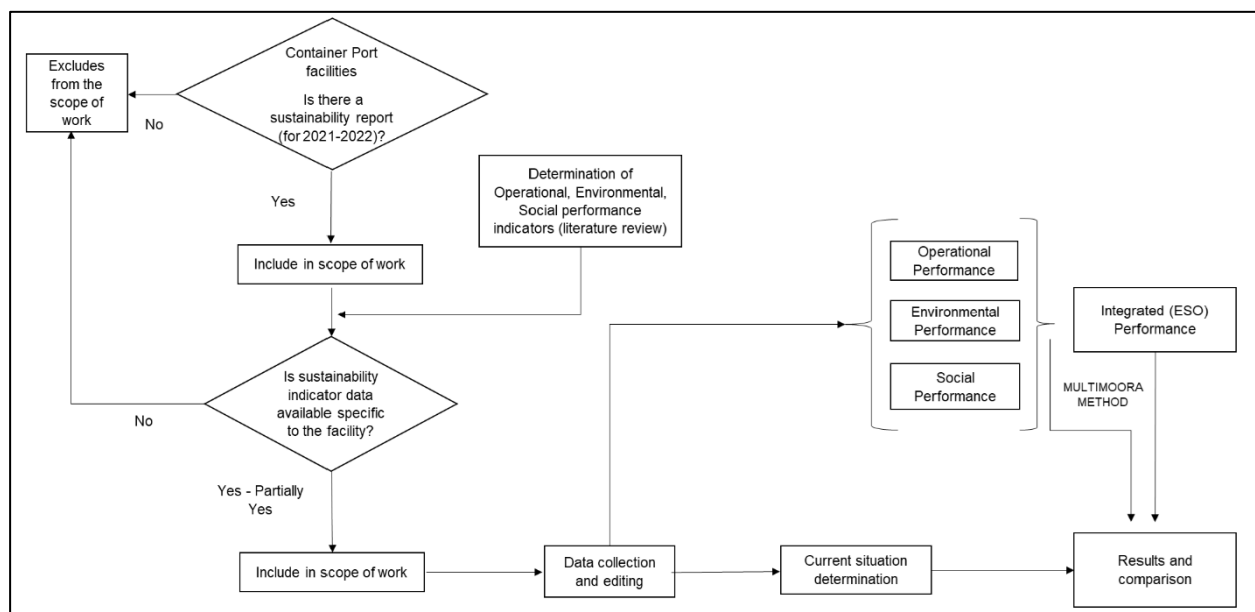 Container Port
facilities
Is there a
sustainability report
(for 2021-2022)?
Excludes
from the
scope of
work
No
Yes
Determination of
Operational, Environmental,
Social performance
indicators (literature review)
Include in scope of work
Operational
Performance
Environmental
Performance
Social
Performance
Integrated (ESO)
Performance
MULTIMOORA
METHOD
Is sustainability
indicator data
available specific
to the facility?
No
Yes - Partially
Yes
Include in scope of work
Data collection
and editing
Current situation
determination
Results and
comparison